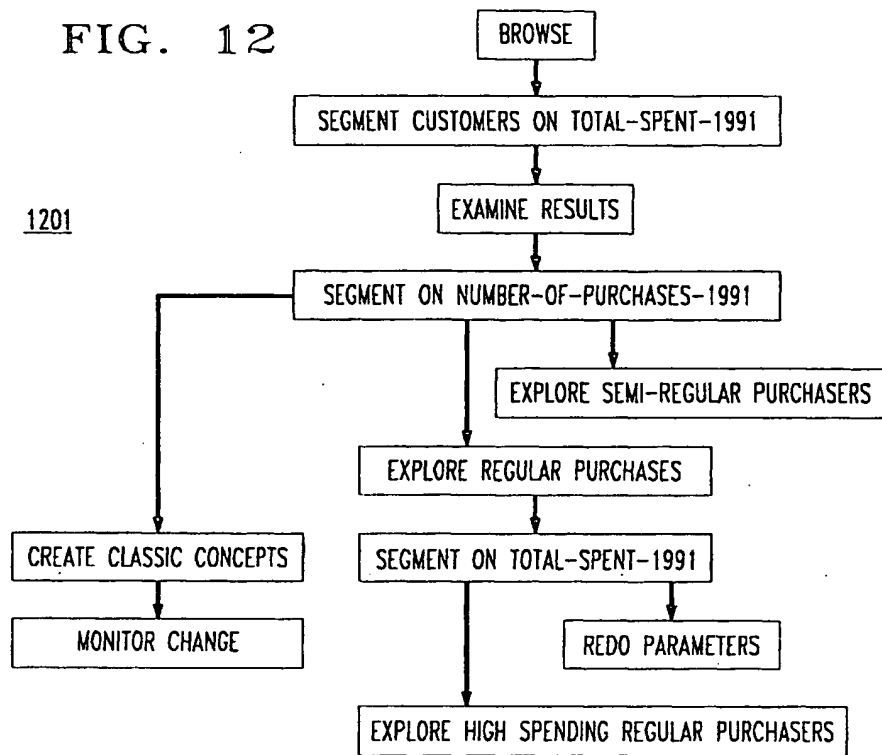 FIG. 12
BROWSE
SEGMENT CUSTOMERS ON TOTAL-SPENT-1991
EXAMINE RESULTS
1201
SEGMENT ON NUMBER-OF-PURCHASES-1991
EXPLORE SEMI-REGULAR PURCHASERS
EXPLORE REGULAR PURCHASES
CREATE CLASSIC CONCEPTS
SEGMENT ON TOTAL-SPENT-1991
MONITOR CHANGE
REDO PARAMETERS
EXPLORE HIGH SPENDING REGULAR PURCHASERS